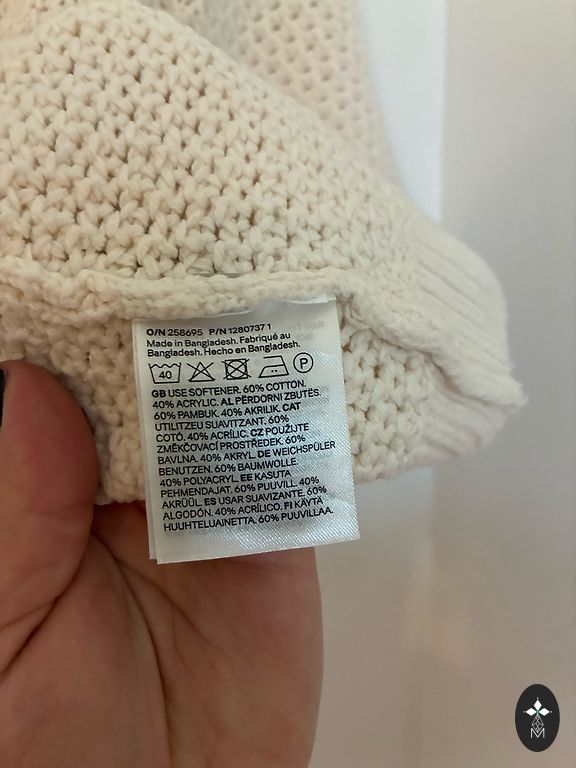 O/N 258695 P/N 1280737 1
Made in Bangladesh. Fabriqué au
Bangladesh. Hecho en Bangladesh.
40 P
GB USE SOFTENER. 60% COTTON.
40% ACRYLIC. AL PËRDORNI ZBUTËS.
60% PAMBUK. 40% AKRILIK. CAT
UTILITZEU SUAVITZANT. 60%
COTÓ. 40% ACRÍLIC. CZ POUŽIJTE
ZMĚKČOVACÍ PROSTŘEDEK. 60%
BAVLNA. 40% AKRYL. DE WEICHSPÜLER
BENUTZEN. 60% BAUMWOLLE.
40% POLYACRYL. EE KASUTA
PEHMENDAJAT. 60% PUUVILL. 40%
AKRÜÜL. ES USAR SUAVIZANTE. 60%
ALGODÓN. 40% ACRÍLICO. FI KÄYTÄ
HUUHTELUAINETTA. 60% PUUVILLAA.
M